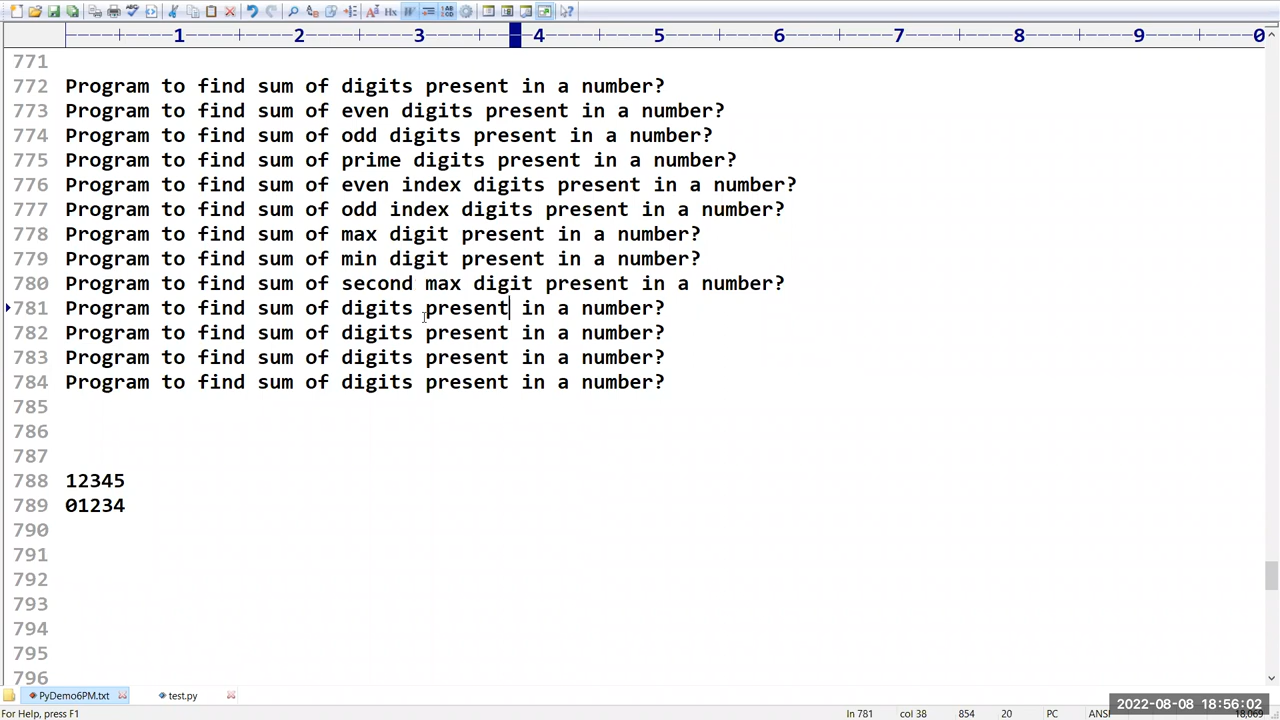 ----|----1----|----2----|----3----|----4----|----5----|----6----|----7----|----8----|----9----|----0
771
772 Program to find sum of digits present in a number?
773 Program to find sum of even digits present in a number?
774 Program to find sum of odd digits present in a number?
775 Program to find sum of prime digits present in a number?
776 Program to find sum of even index digits present in a number?
777 Program to find sum of odd index digits present in a number?
778 Program to find sum of max digit present in a number?
779 Program to find sum of min digit present in a number?
780 Program to find sum of second max digit present in a number?
781 Program to find sum of digits present in a number?
782 Program to find sum of digits present in a number?
783 Program to find sum of digits present in a number?
784 Program to find sum of digits present in a number?
785
786
787
788 12345
789 01234
790
791
792
793
794
795
796
PyDemo6PM.txt test.py
2022-08-08 18:56:02
For Help, press F1 ln 781 col 38 854 20 PC ANSI 18,069